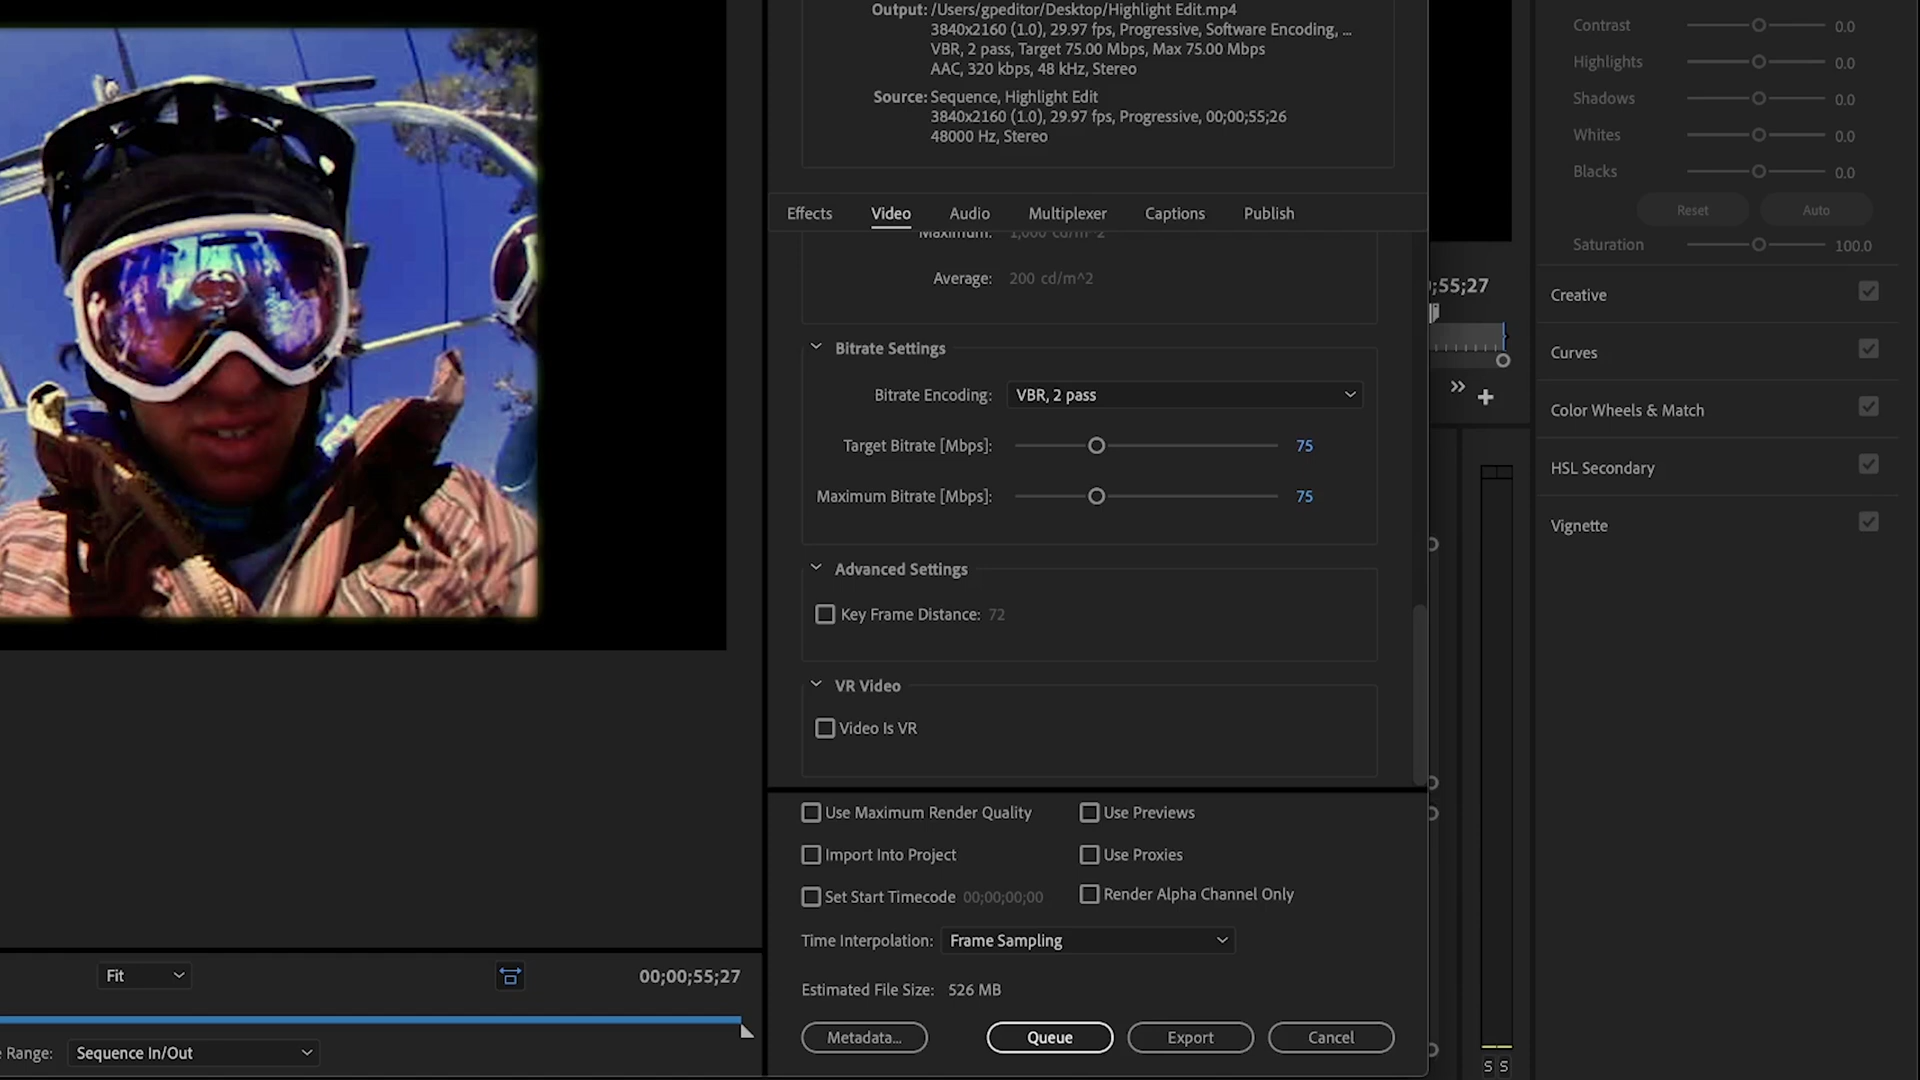 Output: /Users/gpeditor/Desktop/Highlight Edit.mp4
3840x2160 (1.0), 29.97 fps, Progressive, Software Encoding, ...
VBR, 2 pass, Target 75.00 Mbps, Max 75.00 Mbps
AAC, 320 kbps, 48 kHz, Stereo
Source: Sequence, Highlight Edit
3840x2160 (1.0), 29.97 fps, Progressive, 00;00;55;26
48000 Hz, Stereo
Effects Video Audio Multiplexer Captions Publish
Maximum: 1,000 cd/m^2
Average: 200 cd/m^2
Bitrate Settings
Bitrate Encoding: VBR, 2 pass
Target Bitrate [Mbps]: 75
Maximum Bitrate [Mbps]: 75
Advanced Settings
Key Frame Distance: 72
VR Video
Video Is VR
Use Maximum Render Quality Use Previews
Import Into Project Use Proxies
Set Start Timecode 00;00;00;00 Render Alpha Channel Only
Time Interpolation: Frame Sampling
Estimated File Size: 526 MB
Metadata... Queue Export Cancel
Fit 00;00;55;27
Range: Sequence In/Out
;55;27
S S
Contrast 0.0
Highlights 0.0
Shadows 0.0
Whites 0.0
Blacks 0.0
Reset Auto
Saturation 100.0
Creative
Curves
Color Wheels & Match
HSL Secondary
Vignette